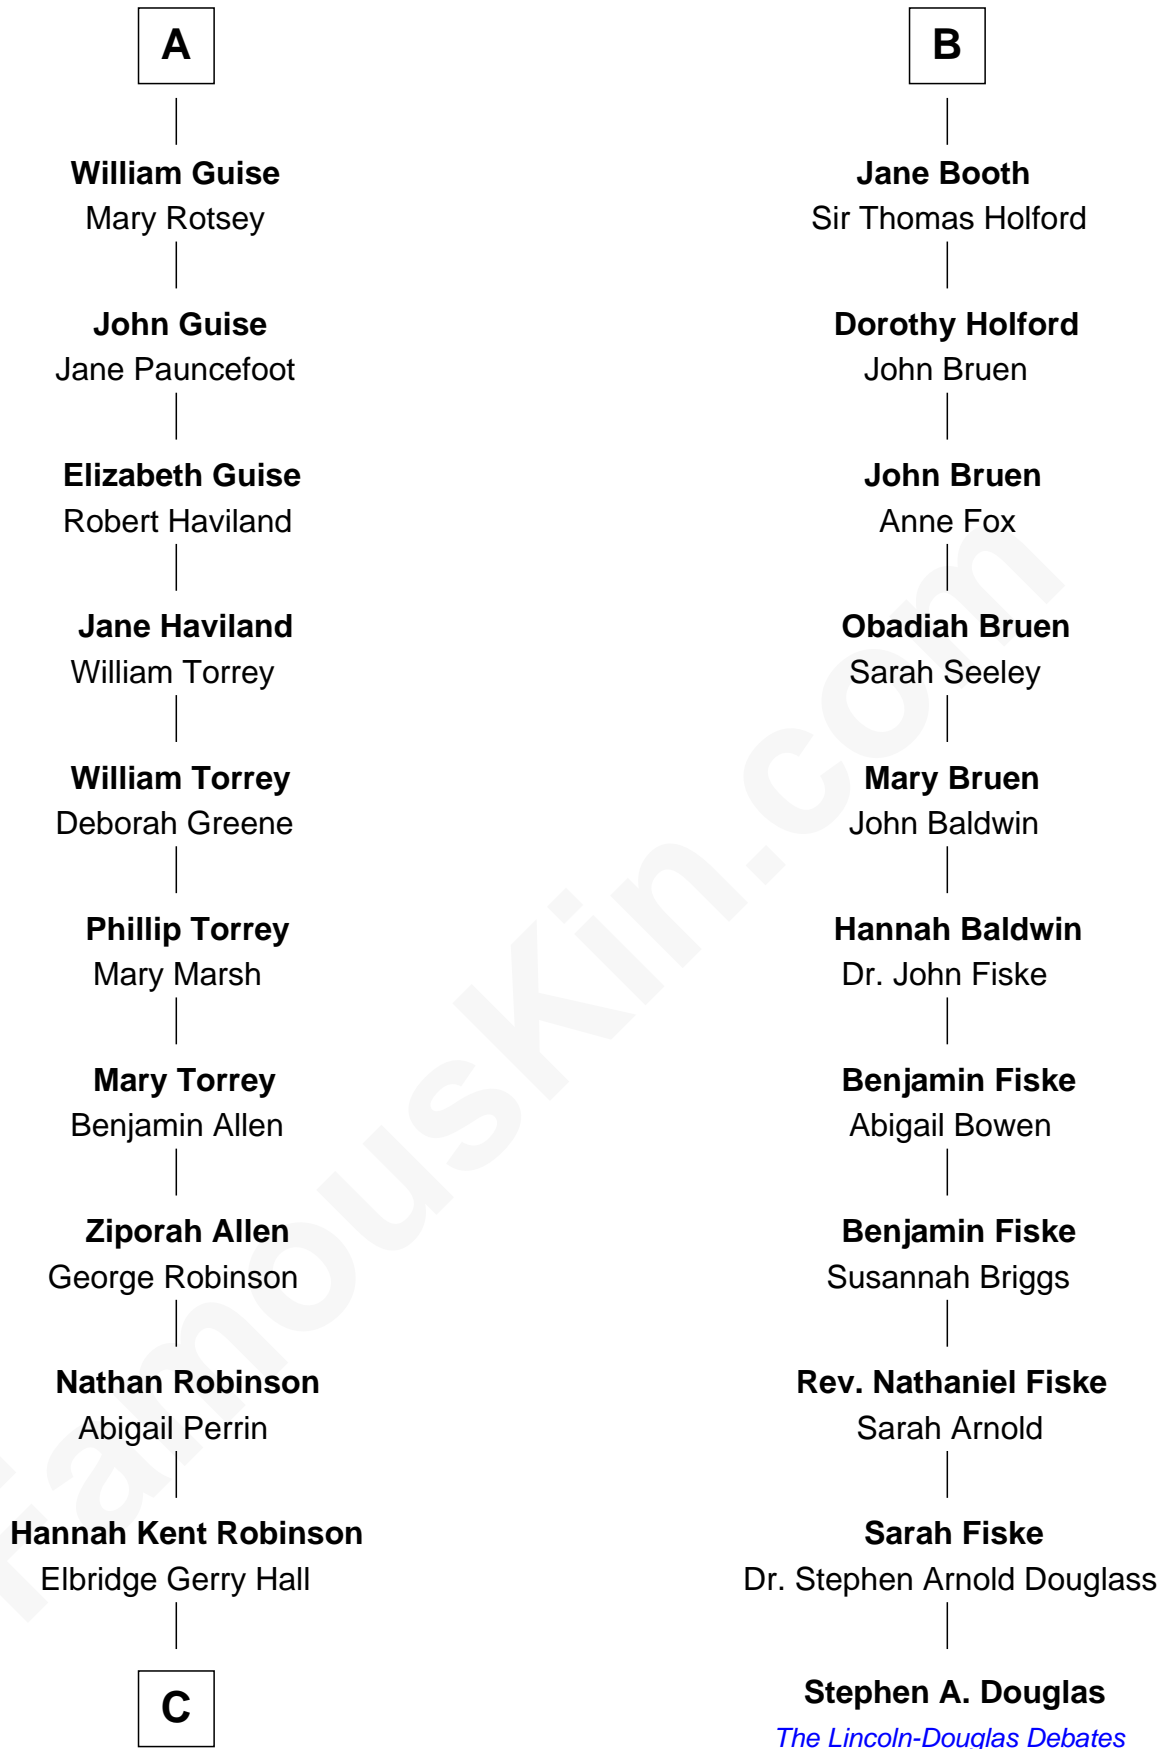 A
William Guise
Mary Rotsey
John Guise
Jane Pauncefoot
Elizabeth Guise
Robert Haviland
Jane Haviland
William Torrey
William Torrey
Deborah Greene
Phillip Torrey
Mary Marsh
Mary Torrey
Benjamin Allen
Ziporah Allen
George Robinson
Nathan Robinson
Abigail Perrin
Hannah Kent Robinson
Elbridge Gerry Hall
C
B
Jane Booth
Sir Thomas Holford
Dorothy Holford
John Bruen
John Bruen
Anne Fox
Obadiah Bruen
Sarah Seeley
Mary Bruen
John Baldwin
Hannah Baldwin
Dr. John Fiske
Benjamin Fiske
Abigail Bowen
Benjamin Fiske
Susannah Briggs
Rev. Nathaniel Fiske
Sarah Arnold
Sarah Fiske
Dr. Stephen Arnold Douglass
Stephen A. Douglas
The Lincoln-Douglas Debates
famouskin.com